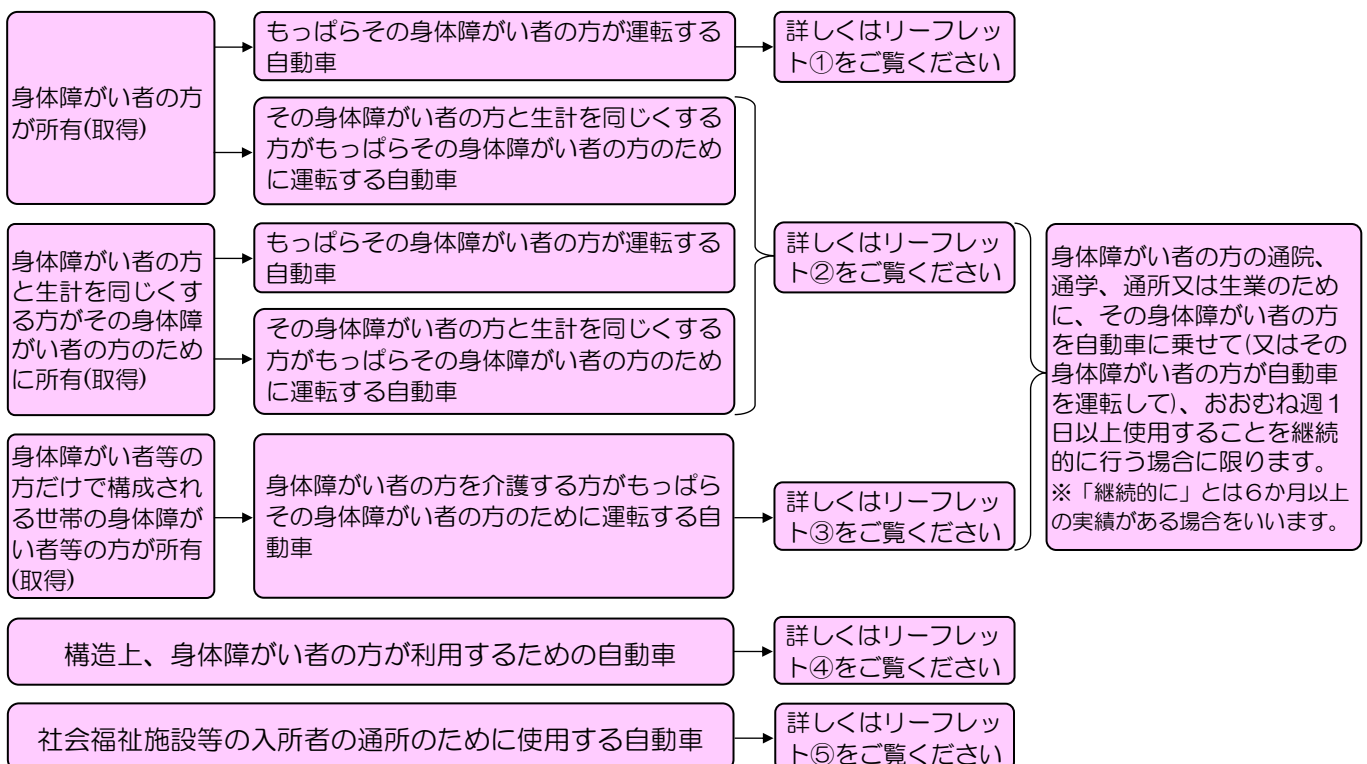 身体障がい者の方
が所有(取得)
もっぱらその身体障がい者の方が運転する
自動車
詳しくはリーフレッ
ト①をご覧ください
その身体障がい者の方と生計を同じくする
方がもっぱらその身体障がい者の方のため
に運転する自動車
身体障がい者の方
と生計を同じくす
る方がその身体障
がい者の方のため
に所有(取得)
もっぱらその身体障がい者の方が運転する
自動車
その身体障がい者の方と生計を同じくする
方がもっぱらその身体障がい者の方のため
に運転する自動車
詳しくはリーフレッ
ト②をご覧ください
身体障がい者等の
方だけで構成され
る世帯の身体障が
い者等の方が所有
(取得)
身体障がい者の方を介護する方がもっぱら
その身体障がい者の方のために運転する自
動車
詳しくはリーフレッ
ト③をご覧ください
身体障がい者の方の通院、
通学、通所又は生業のため
に、その身体障がい者の方
を自動車に乗せて(又はその
身体障がい者の方が自動車
を運転して)、おおむね週１
日以上使用することを継続
的に行う場合に限ります。
※「継続的に」とは６か月以上
の実績がある場合をいいます。
構造上、身体障がい者の方が利用するための自動車
詳しくはリーフレッ
ト④をご覧ください
社会福祉施設等の入所者の通所のために使用する自動車
詳しくはリーフレッ
ト⑤をご覧ください